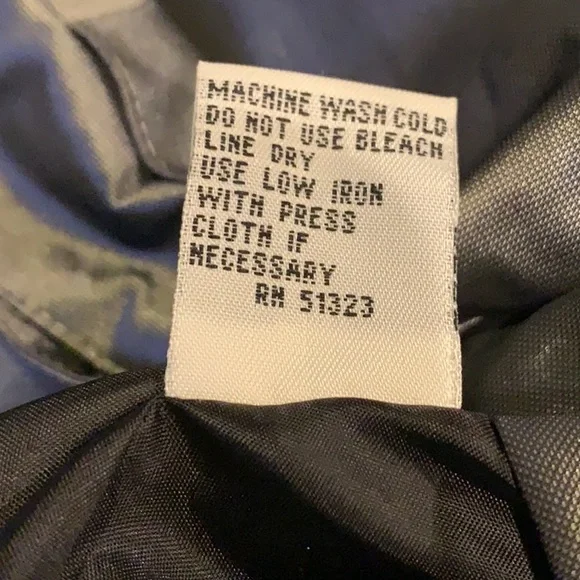 MACHINE WASH COLD
DO NOT USE BLEACH
LINE DRY
USE LOW IRON
WITH PRESS
CLOTH IF
NECESSARY
RN 51323